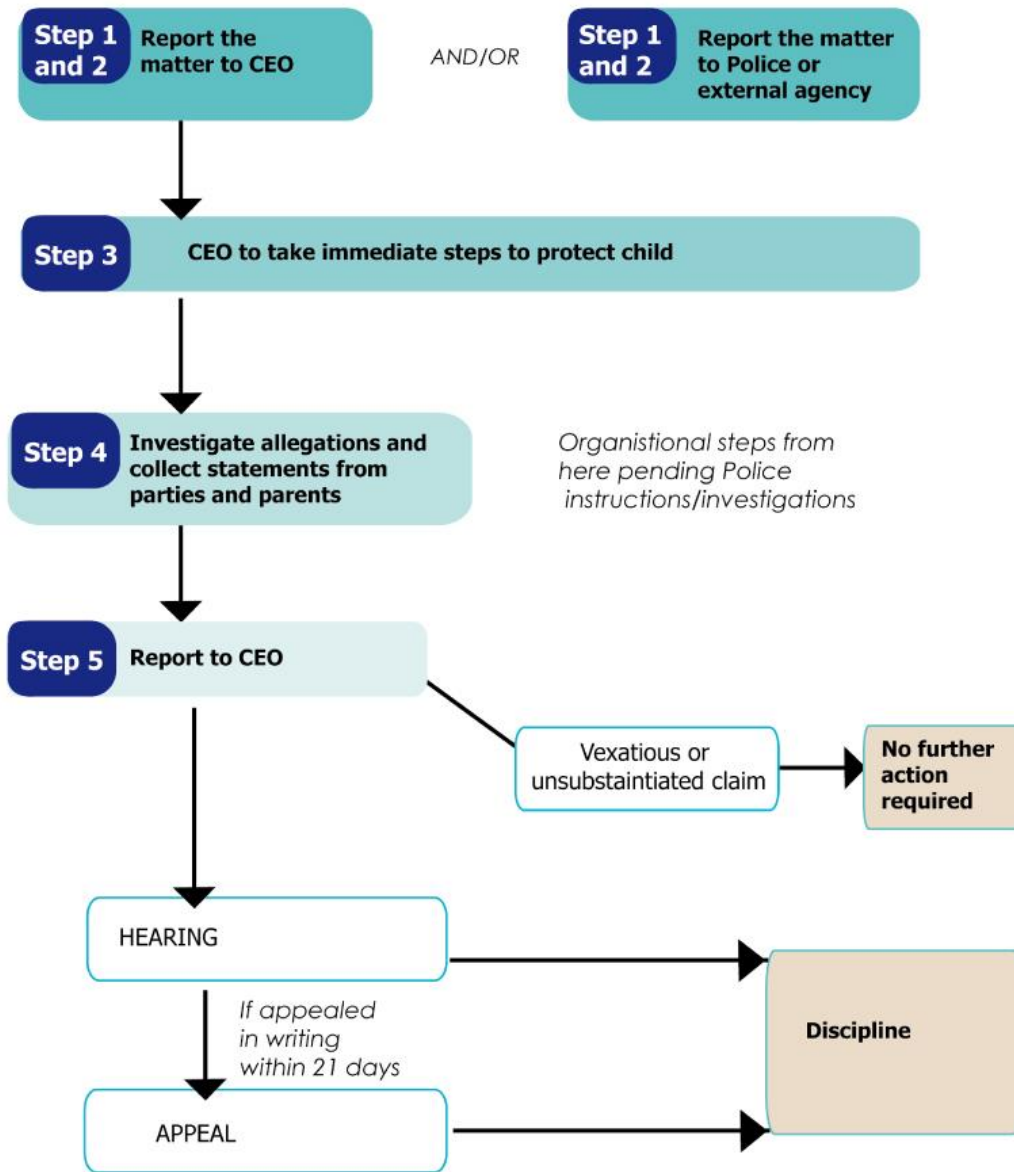 Step 1
and 2
Report the
matter to CEO
AND/OR
Step 1
and 2
Report the matter
to Police or
external agency
Step 3
CEO to take immediate steps to protect child
Step 4
Investigate allegations and
collect statements from
parties and parents
Organistional steps from
here pending Police
instructions/investigations
Step 5
Report to CEO
Vexatious or
unsubstaintiated claim
No further
action
required
HEARING
If appealed
in writing
within 21 days
Discipline
APPEAL